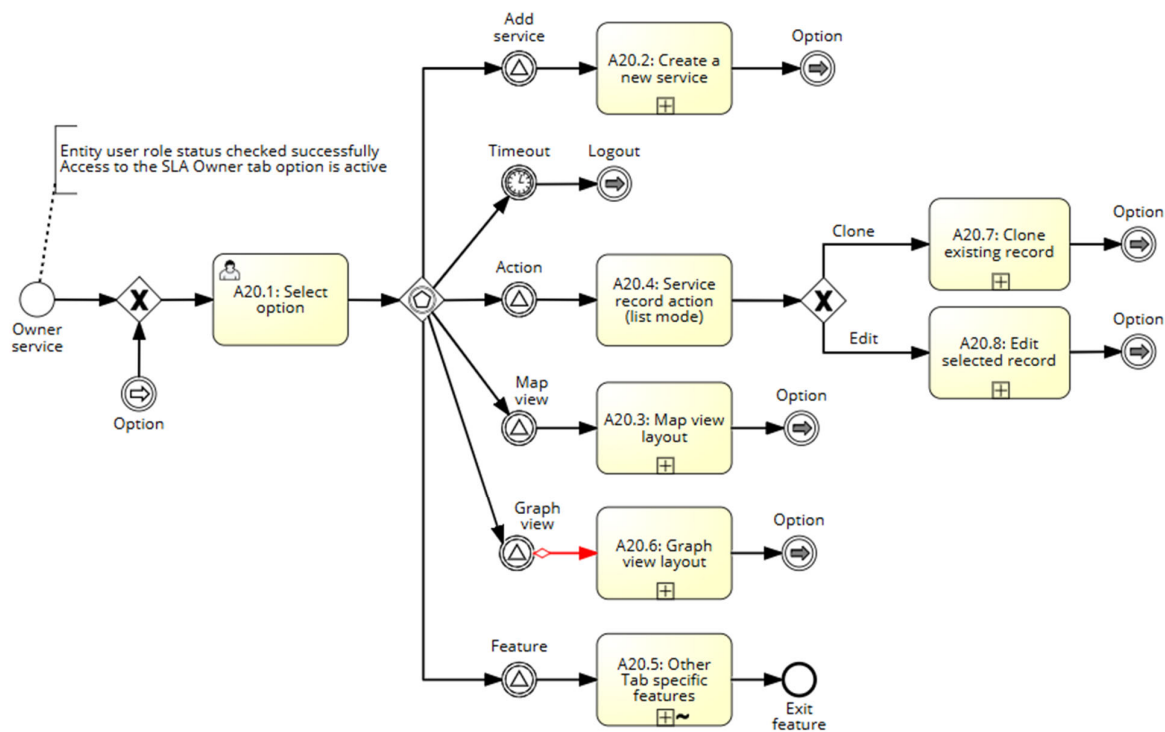 Add
service
A20.2: Create a
new service
Option
Entity user role status checked successfully
Access to the SLA Owner tab option is active
Timeout
Logout
Owner
service
Option
A20.1: Select
option
Action
A20.4: Service
record action
(list mode)
Clone
A20.7: Clone
existing record
Option
Edit
A20.8: Edit
selected record
Option
Map
view
A20.3: Map view
layout
Option
Graph
view
A20.6: Graph
view layout
Option
Feature
A20.5: Other
Tab specific
features
Exit
feature